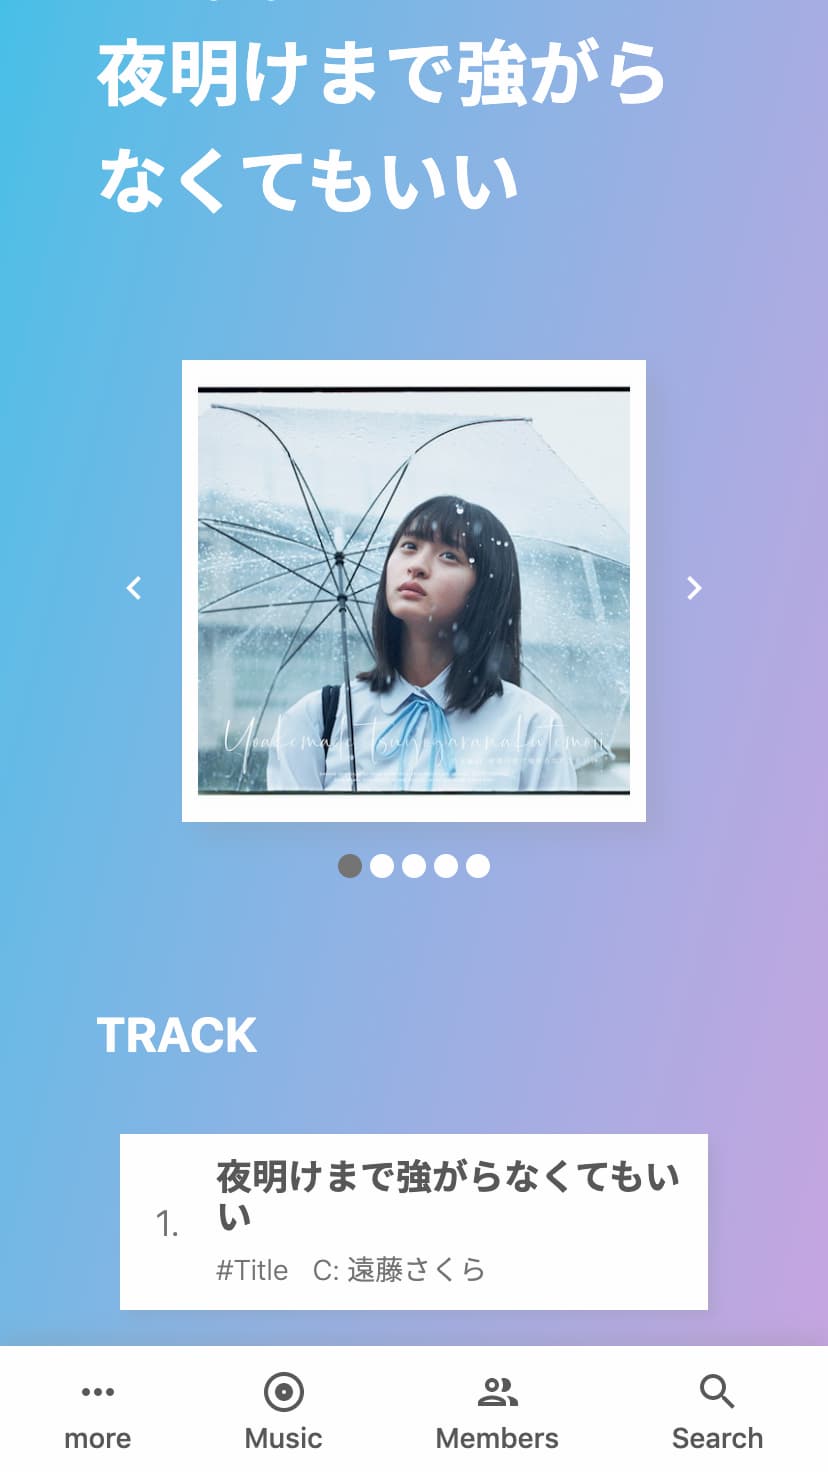 夜明けまで強がら
なくてもいい
Yoakemade tsuyogaranakutemoii
TRACK
1.
夜明けまで強がらなくてもい
い
#Title C: 遠藤さくら
more
Music
Members
Search